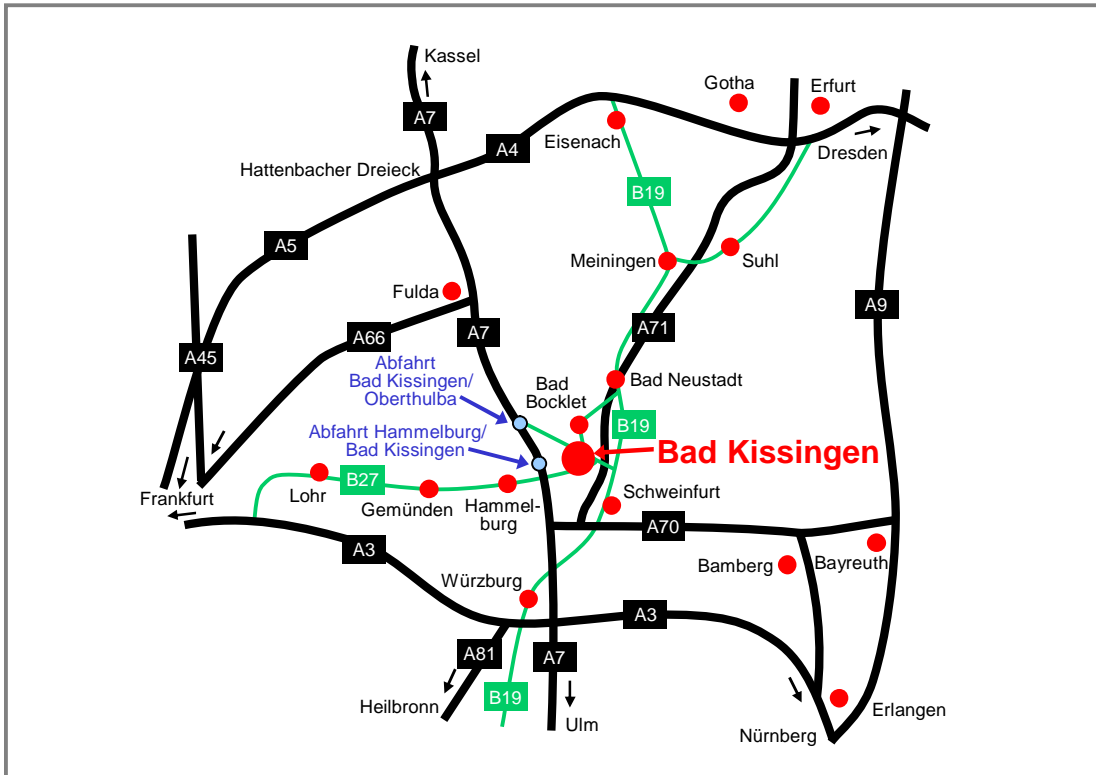 Kassel
Gotha
Erfurt
A7
Eisenach
Dresden
A4
Hattenbacher Dreieck
B19
A5
Meiningen
Suhl
Fulda
A9
A7
A71
A66
A45
Abfahrt
Bad Kissingen/
Oberthulba
Bad
Bocklet
Bad Neustadt
B19
Abfahrt Hammelburg/
Bad Kissingen
Bad Kissingen
Frankfurt
Lohr
B27
Gemünden
Hammel-
burg
Schweinfurt
A70
A3
Bamberg
Bayreuth
Würzburg
A3
A81
A7
B19
Heilbronn
Ulm
Erlangen
Nürnberg